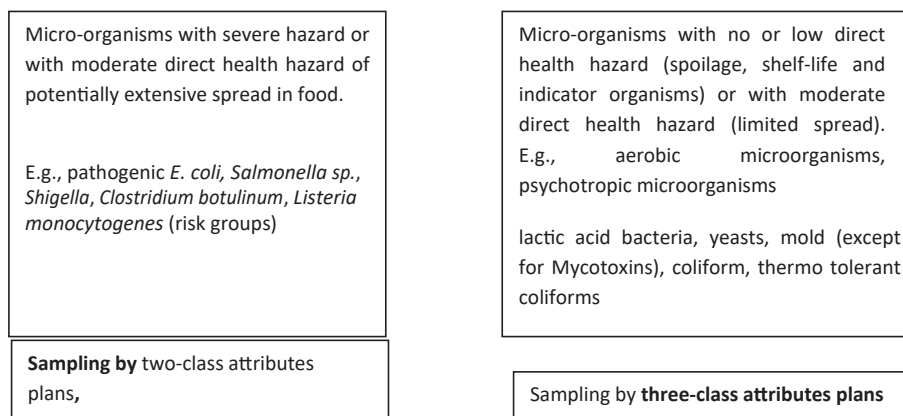 Micro-organisms with severe hazard or
with moderate direct health hazard of
potentially extensive spread in food.
E.g., pathogenic E. coli, Salmonella sp.,
Shigella, Clostridium botulinum, Listeria
monocytogenes (risk groups)
Sampling by two-class attributes
plans,
Micro-organisms with no or low direct
health hazard (spoilage, shelf-life and
indicator organisms) or with moderate
direct health hazard (limited spread).
E.g., aerobic microorganisms,
psychotropic microorganisms
lactic acid bacteria, yeasts, mold (except
for Mycotoxins), coliform, thermo tolerant
coliforms
Sampling by three-class attributes plans